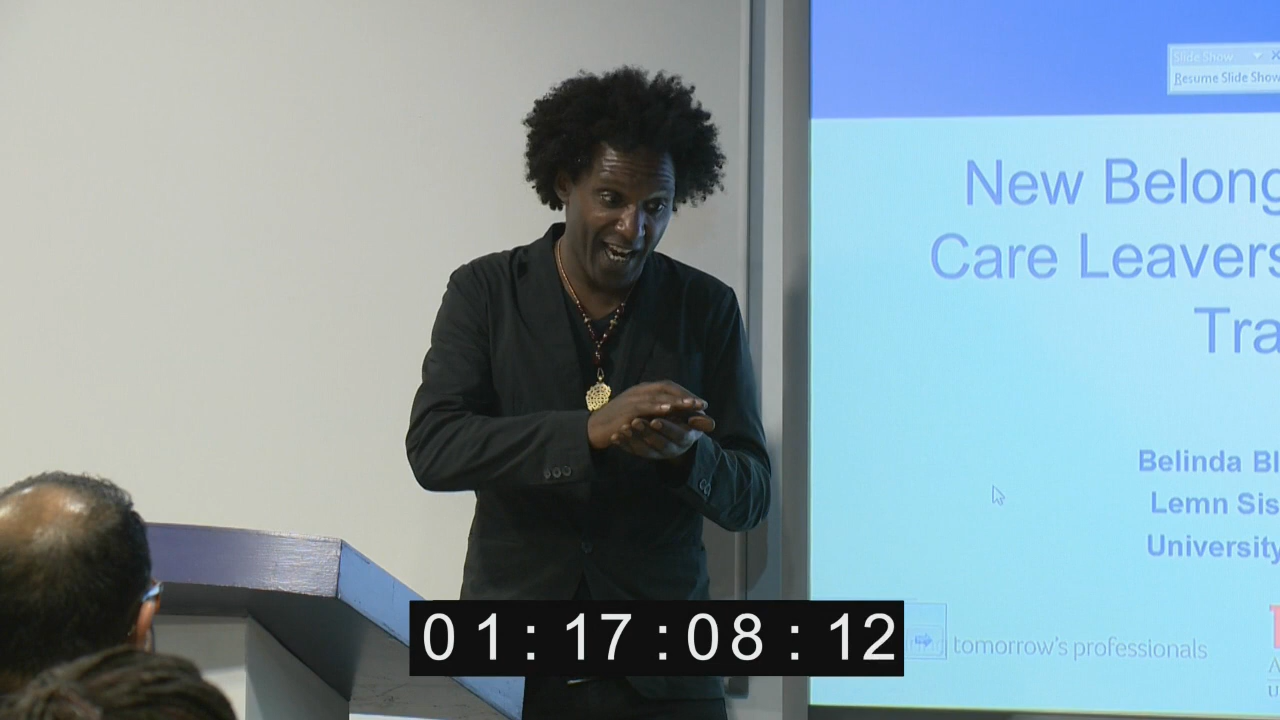 Slide Show
Resume Slide Show
New Belong
Care Leavers
Tra
Belinda Bl
Lemn Sis
University
tomorrow's professionals
01:17:08:12